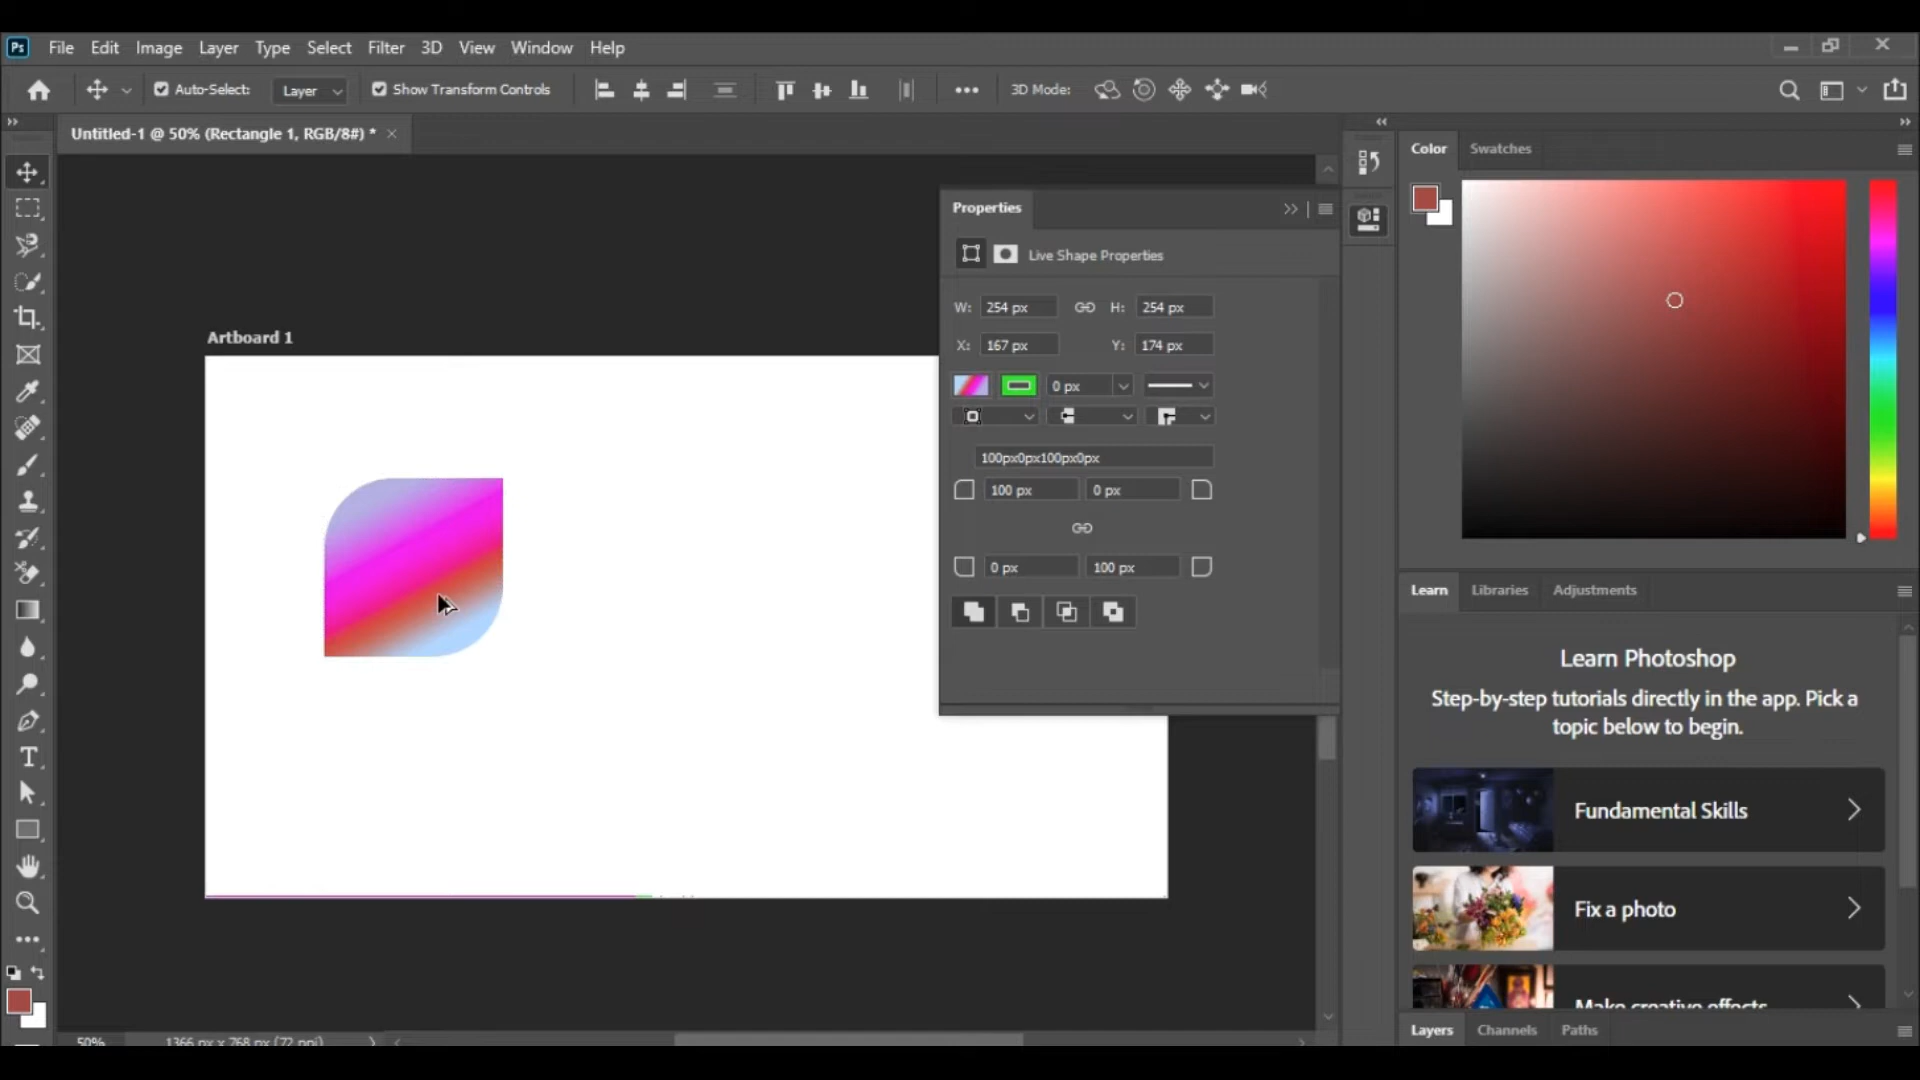 Ps File Edit Image Layer Type Select Filter 3D View Window Help
Auto-Select: Layer Show Transform Controls 3D Mode:
Untitled-1 @ 50% (Rectangle 1, RGB/8#) * ×
Artboard 1
Properties
Live Shape Properties
W: 254 px H: 254 px
X: 167 px Y: 174 px
0 px
100px0px100px0px
100 px 0 px
0 px 100 px
Color Swatches
Learn Libraries Adjustments
Learn Photoshop
Step-by-step tutorials directly in the app. Pick a
topic below to begin.
Fundamental Skills
Fix a photo
Make creative effects
Layers Channels Paths
50% 1366 px x 768 px (72 ppi)